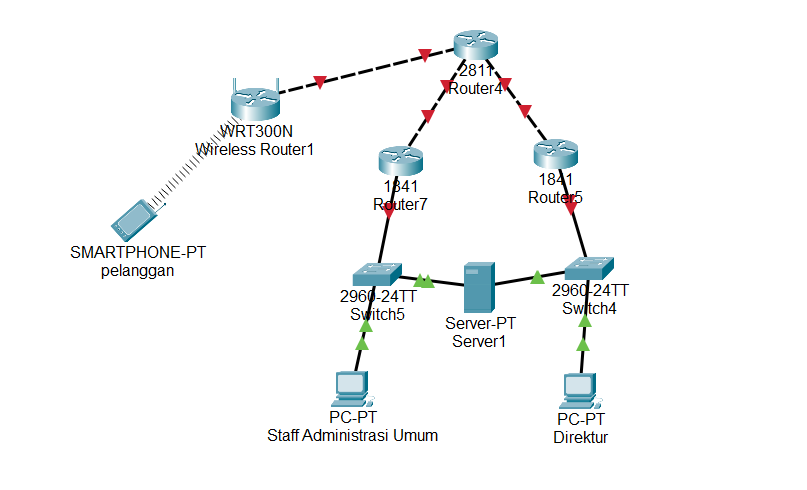 2811
Router4
WRT300N
Wireless Router1
1841
Router7
1841
Router5
SMARTPHONE-PT
pelanggan
2960-24TT
Switch5
Server-PT
Server1
2960-24TT
Switch4
PC-PT
Staff Administrasi Umum
PC-PT
Direktur